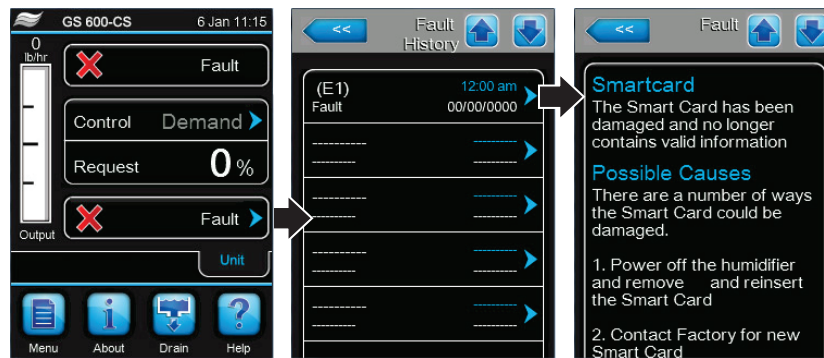 GS 600-CS 6 Jan 11:15
0
lb/hr
Fault
Control Demand
Request 0 %
Fault
Output
Unit
Menu About Drain Help
<< Fault
History
(E1) 12:00 am
Fault 00/00/0000
---------- ----------
---------- ----------
---------- ----------
---------- ----------
---------- ----------
---------- ----------
---------- ----------
---------- ----------
<< Fault
Smartcard
The Smart Card has been
damaged and no longer
contains valid information
Possible Causes
There are a number of ways
the Smart Card could be
damaged.
1. Power off the humidifier
and remove and reinsert
the Smart Card
2. Contact Factory for new
Smart Card